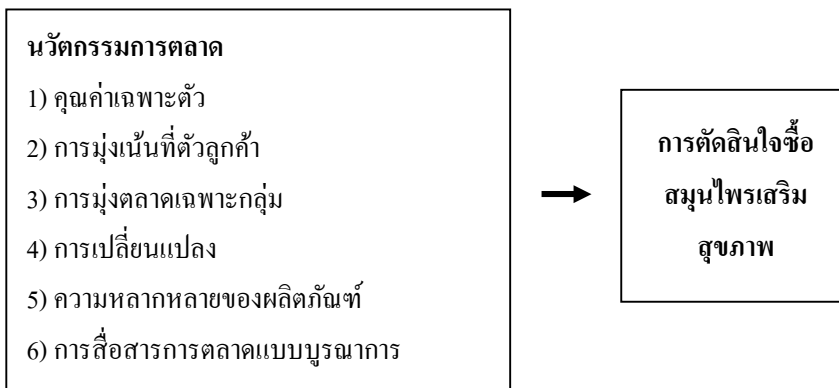 นวัตกรรมการตลาด
1) คุณค่าเฉพาะตัว
2) การมุ่งเน้นที่ตัวลูกค้า
3) การมุ่งตลาดเฉพาะกลุ่ม
4) การเปลี่ยนแปลง
5) ความหลากหลายของผลิตภัณฑ์
6) การสื่อสารการตลาดแบบบูรณาการ
การตัดสินใจซื้อ
สมุนไพรเสริม
สุขภาพ